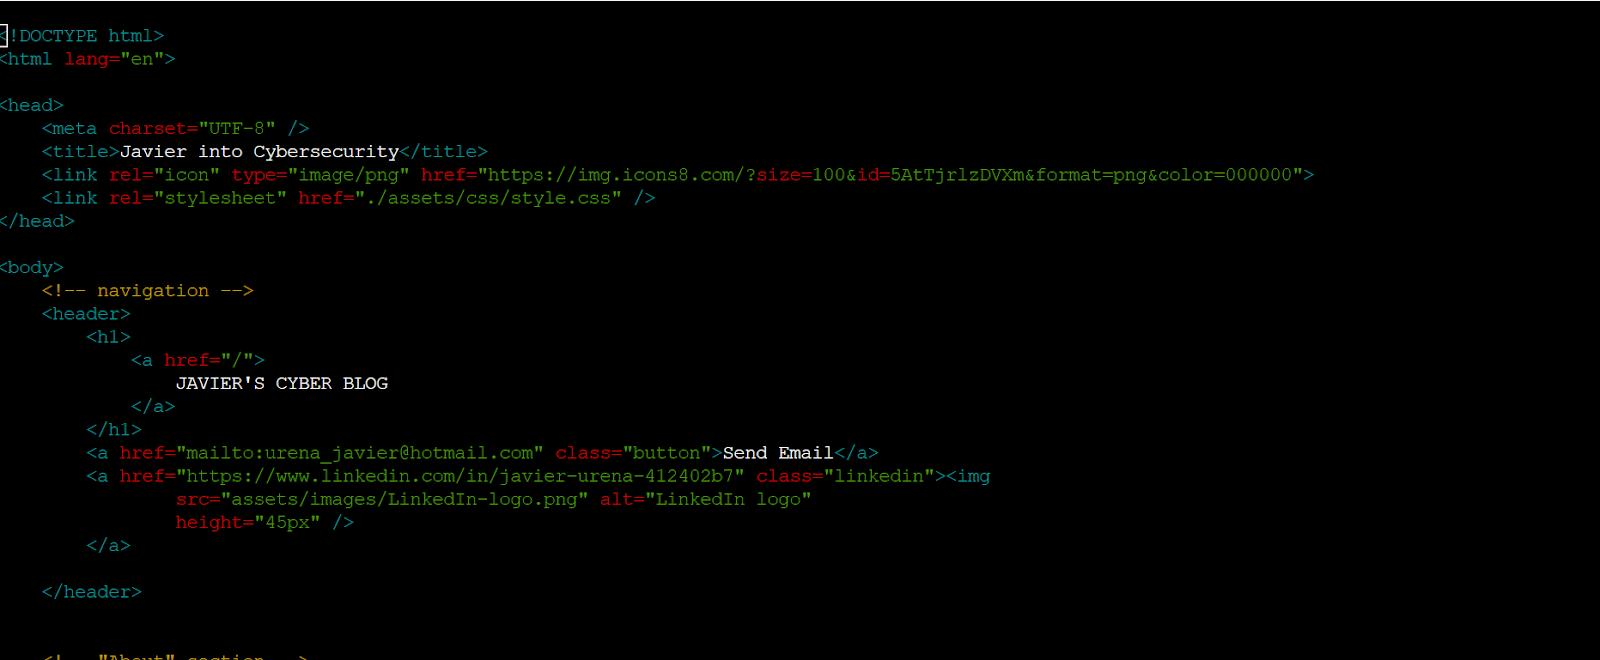 <!DOCTYPE html>
<html lang="en">
<head>
<meta charset="UTF-8" />
<title>Javier into Cybersecurity</title>
<link rel="icon" type="image/png" href="https://img.icons8.com/?size=100&id=5AtTjrlzDVXm&format=png&color=000000">
<link rel="stylesheet" href="./assets/css/style.css" />
</head>
<body>
<!-- navigation -->
<header>
<h1>
<a href="/">
JAVIER'S CYBER BLOG
</a>
</h1>
<a href="mailto:urena_javier@hotmail.com" class="button">Send Email</a>
<a href="https://www.linkedin.com/in/javier-urena-412402b7" class="linkedin"><img
src="assets/images/LinkedIn-logo.png" alt="LinkedIn logo"
height="45px" />
</a>
</header>
<!-- "About" section -->